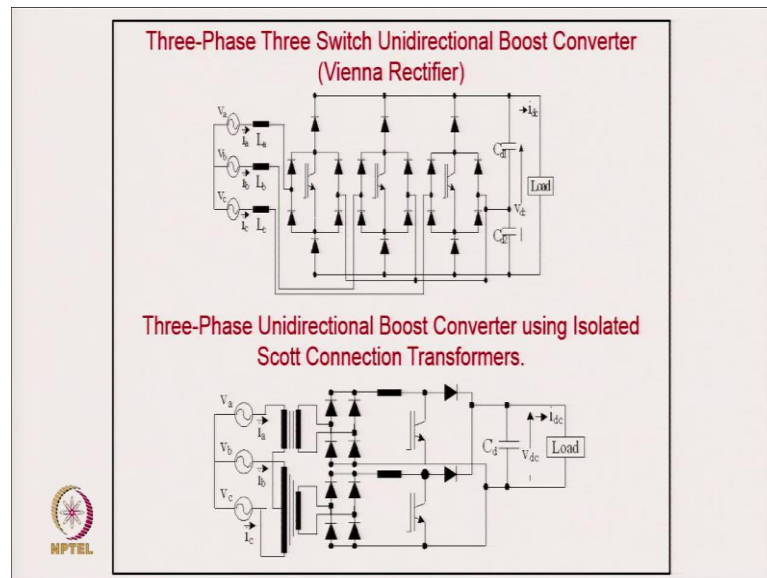 Three-Phase Three Switch Unidirectional Boost Converter
(Vienna Rectifier)
Va
Ia
La
Vb
Ib
Lb
Vc
Ic
Lc
idc
Cd1
Load
Vdc
Cd2
Three-Phase Unidirectional Boost Converter using Isolated
Scott Connection Transformers.
Va
Ia
Vb
Ib
Vc
Ic
Cd
Vdc
idc
Load
NPTEL